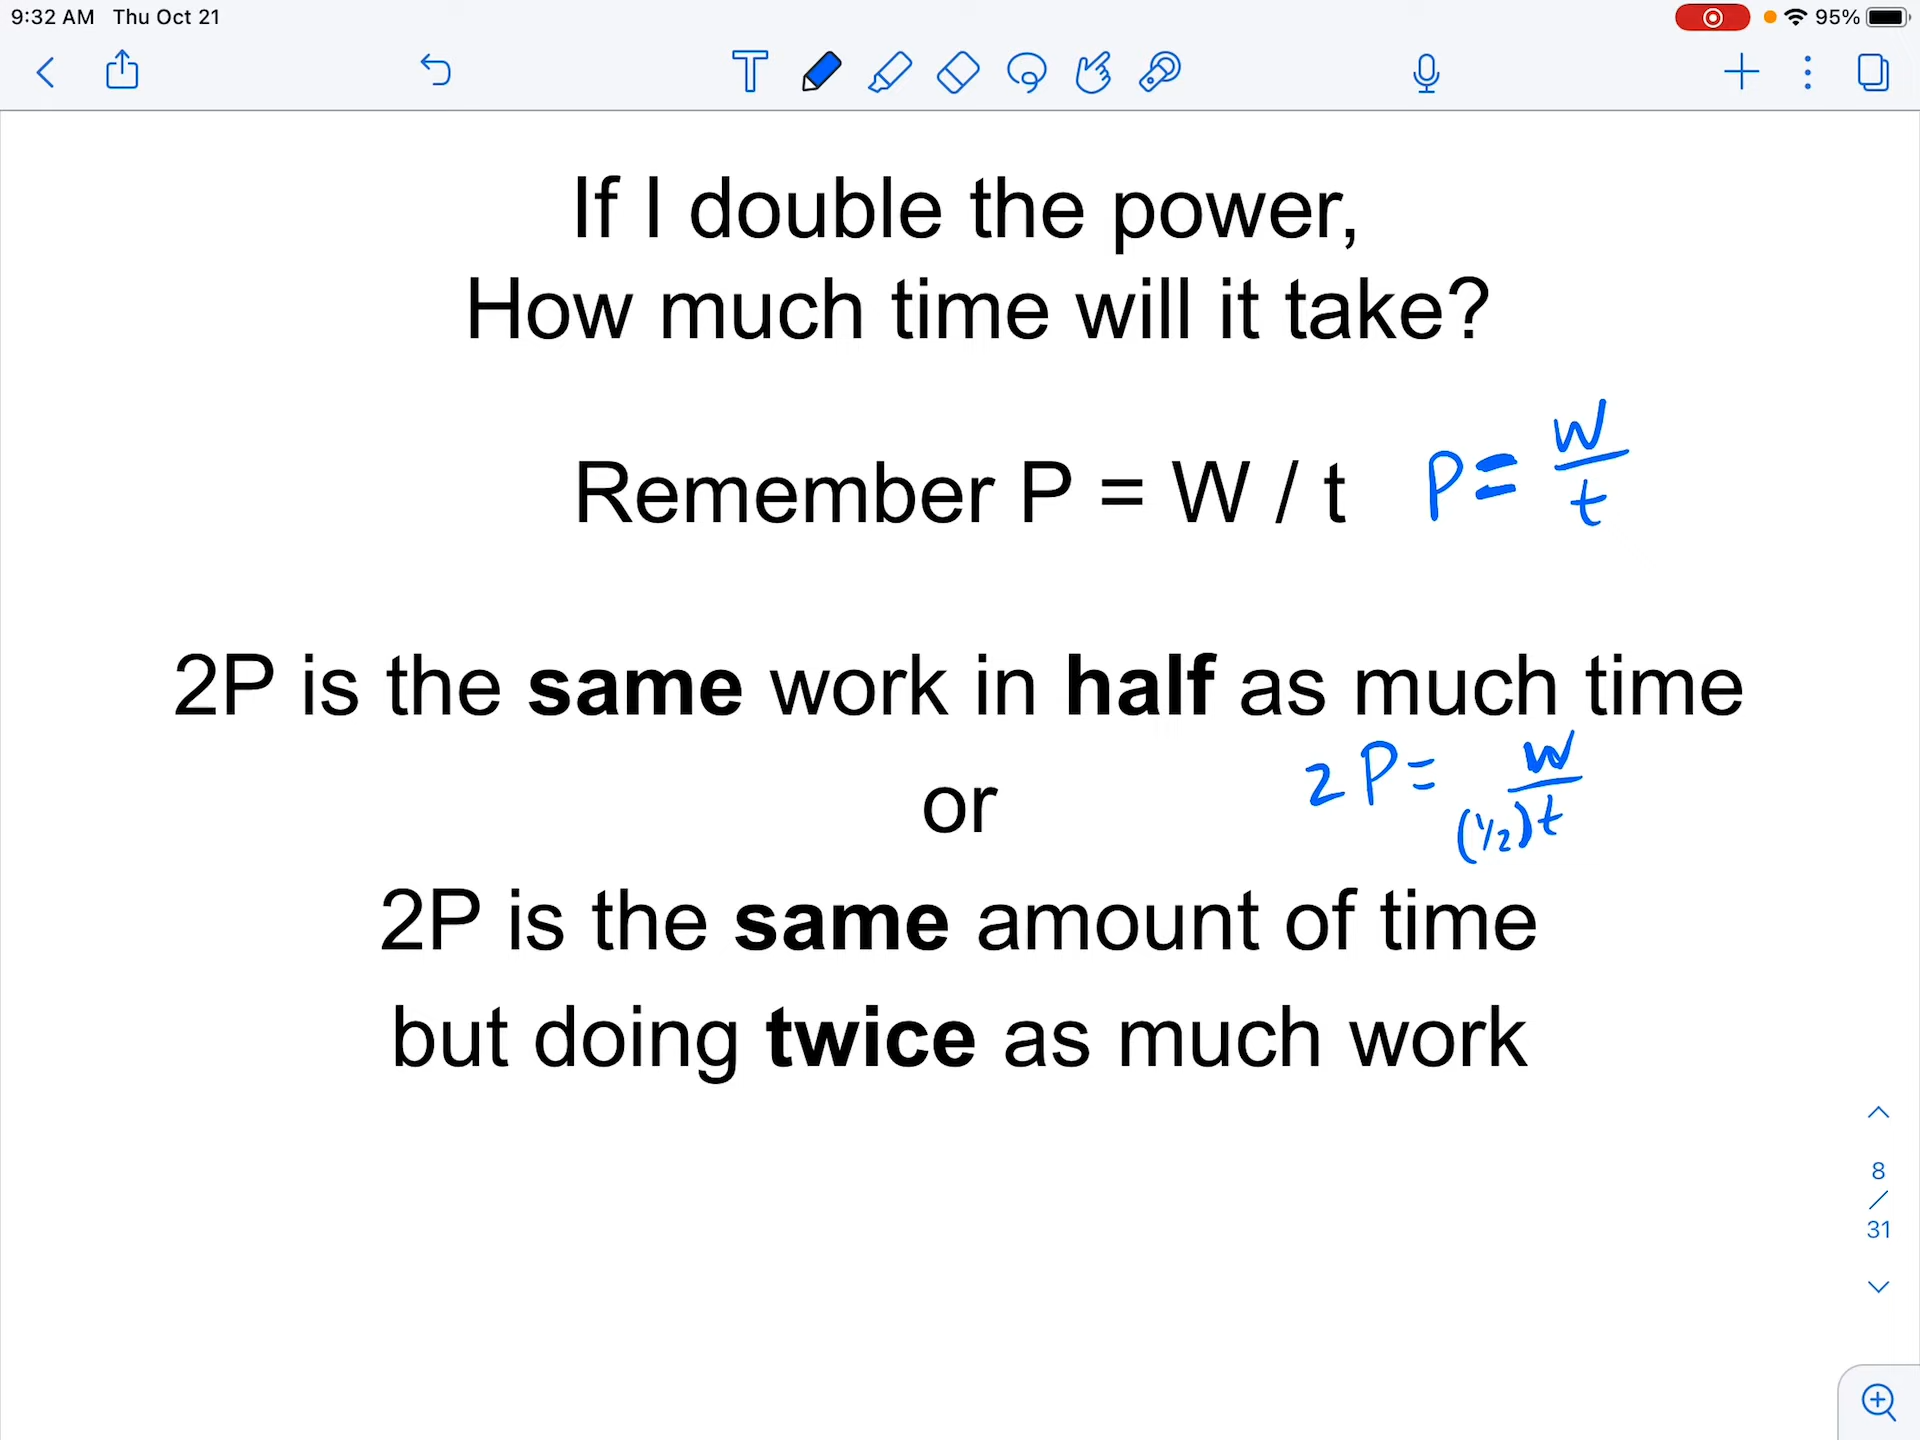 9:32 AM Thu Oct 21 95%
If I double the power,
How much time will it take?
Remember P = W / t P = W/t
2P is the same work in half as much time
2P = W/(1/2)t
or
2P is the same amount of time
but doing twice as much work
8
/
31